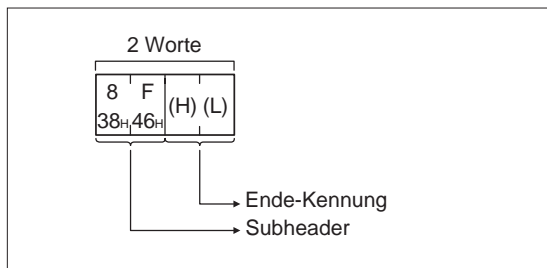 2 Worte
8 F (H) (L)
38H 46H
Ende-Kennung
Subheader